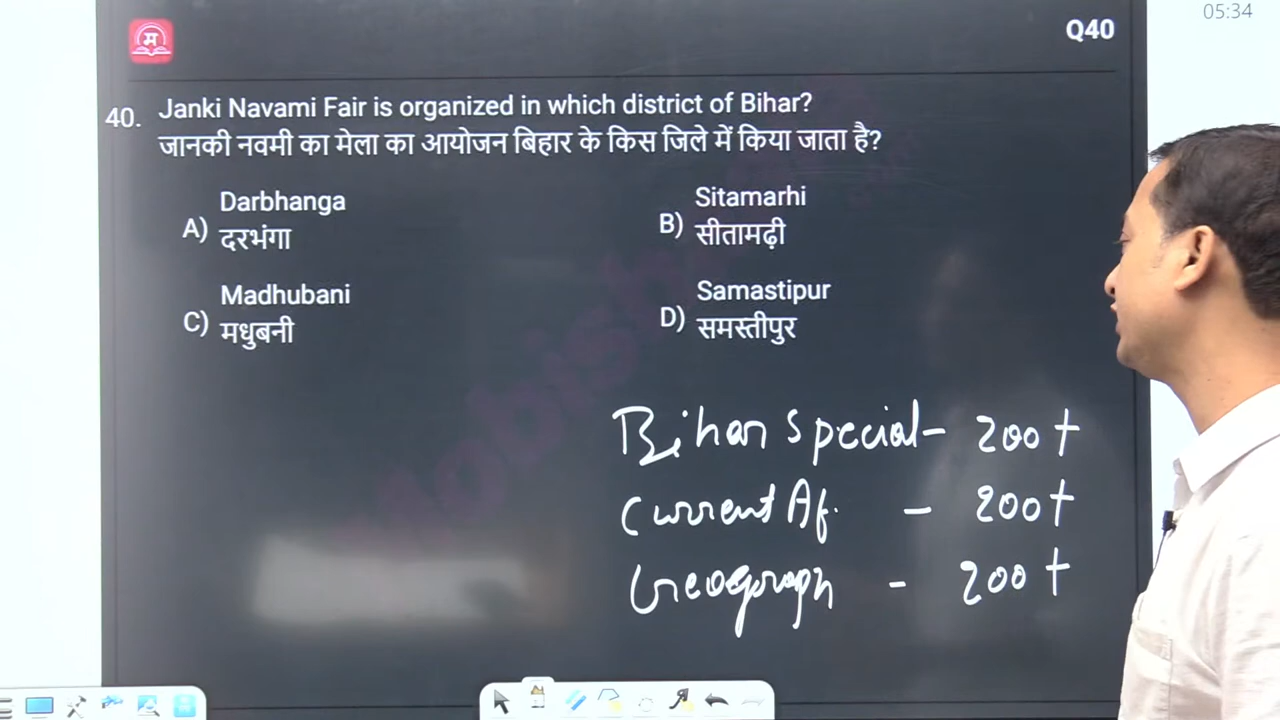 05:34
म
Q40
40. Janki Navami Fair is organized in which district of Bihar?
जानकी नवमी का मेला का आयोजन बिहार के किस जिले में किया जाता है?
A) Darbhanga
दरभंगा
B) Sitamarhi
सीतामढ़ी
C) Madhubani
मधुबनी
D) Samastipur
समस्तीपुर
Bihar Special - 200+
Current Af. - 200+
Geograph - 200+